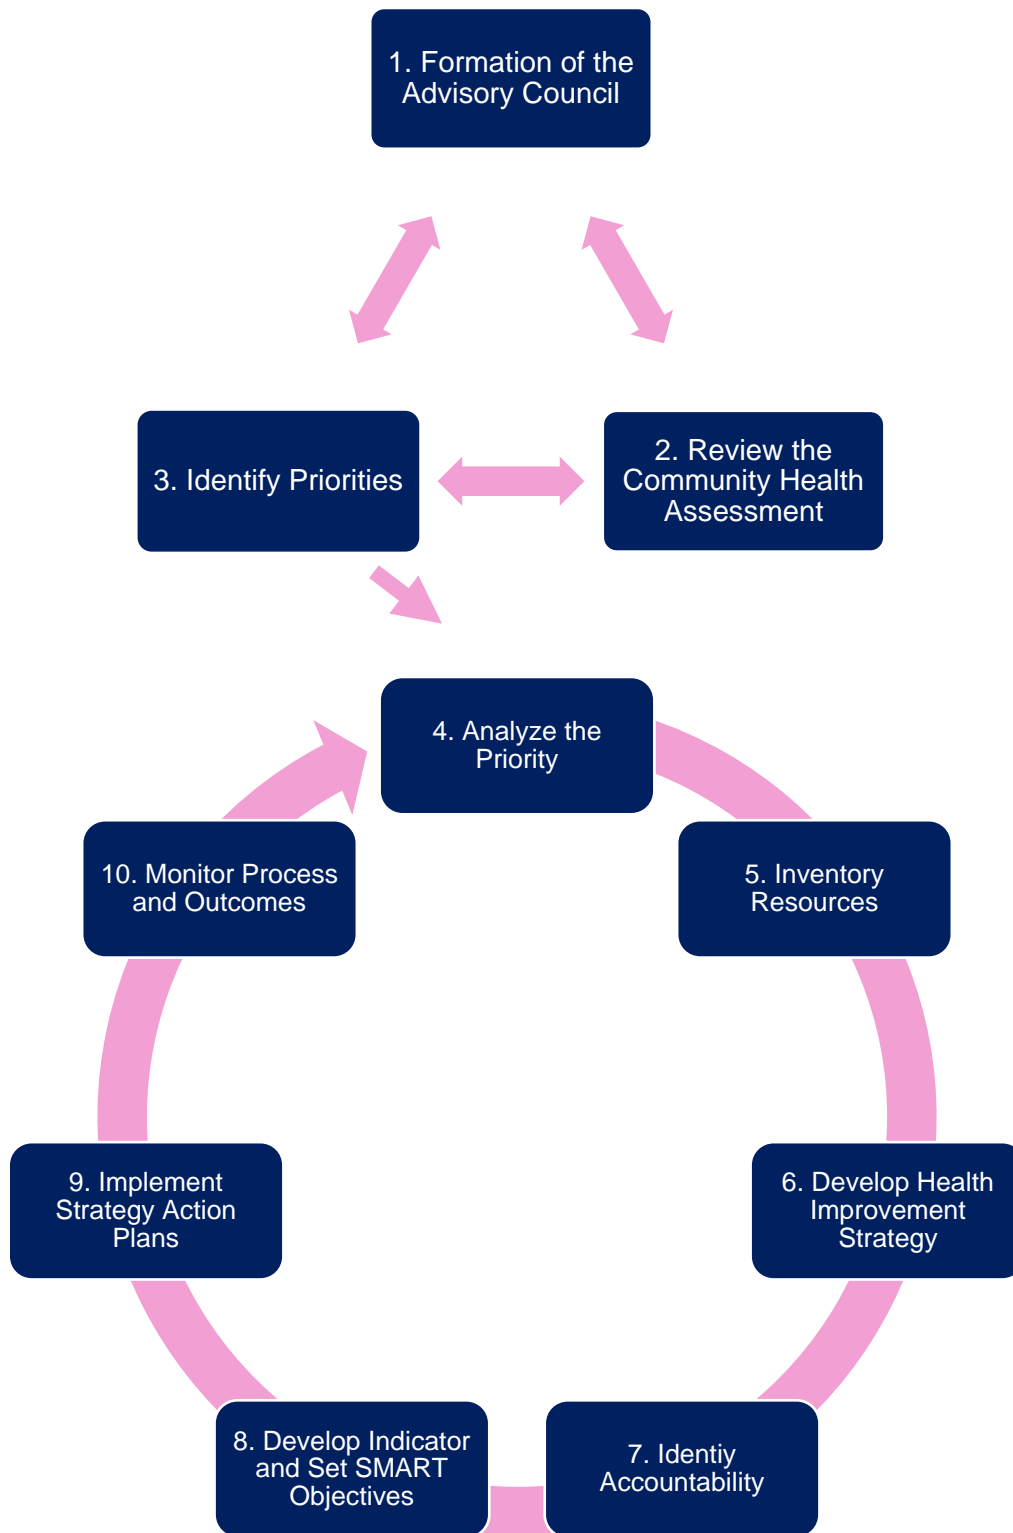 1. Formation of the
Advisory Council
3. Identify Priorities
2. Review the
Community Health
Assessment
4. Analyze the
Priority
10. Monitor Process
and Outcomes
5. Inventory
Resources
9. Implement
Strategy Action
Plans
6. Develop Health
Improvement
Strategy
8. Develop Indicator
and Set SMART
Objectives
7. Identiy
Accountability